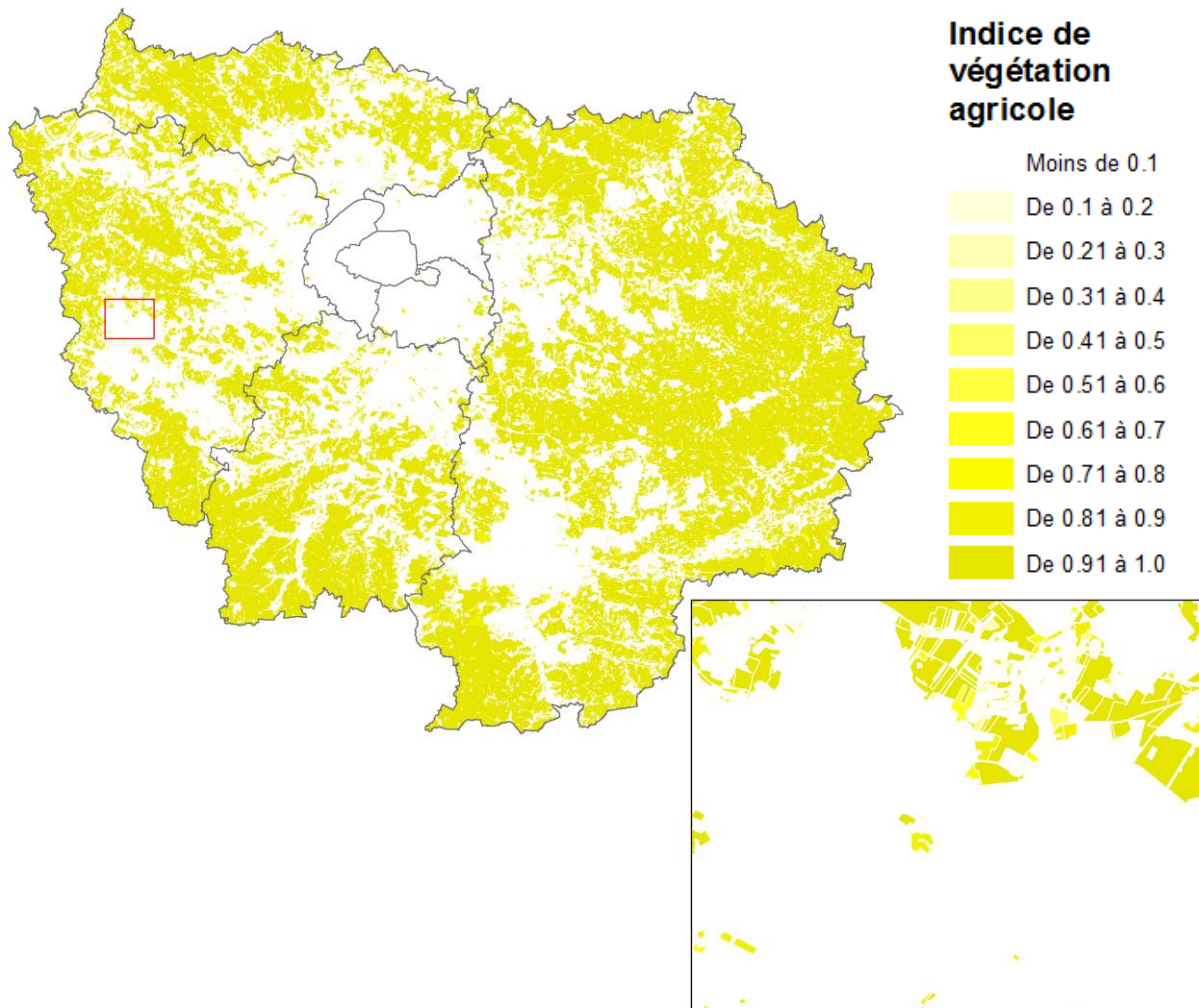 Indice de
végétation
agricole
Moins de 0.1
De 0.1 à 0.2
De 0.21 à 0.3
De 0.31 à 0.4
De 0.41 à 0.5
De 0.51 à 0.6
De 0.61 à 0.7
De 0.71 à 0.8
De 0.81 à 0.9
De 0.91 à 1.0